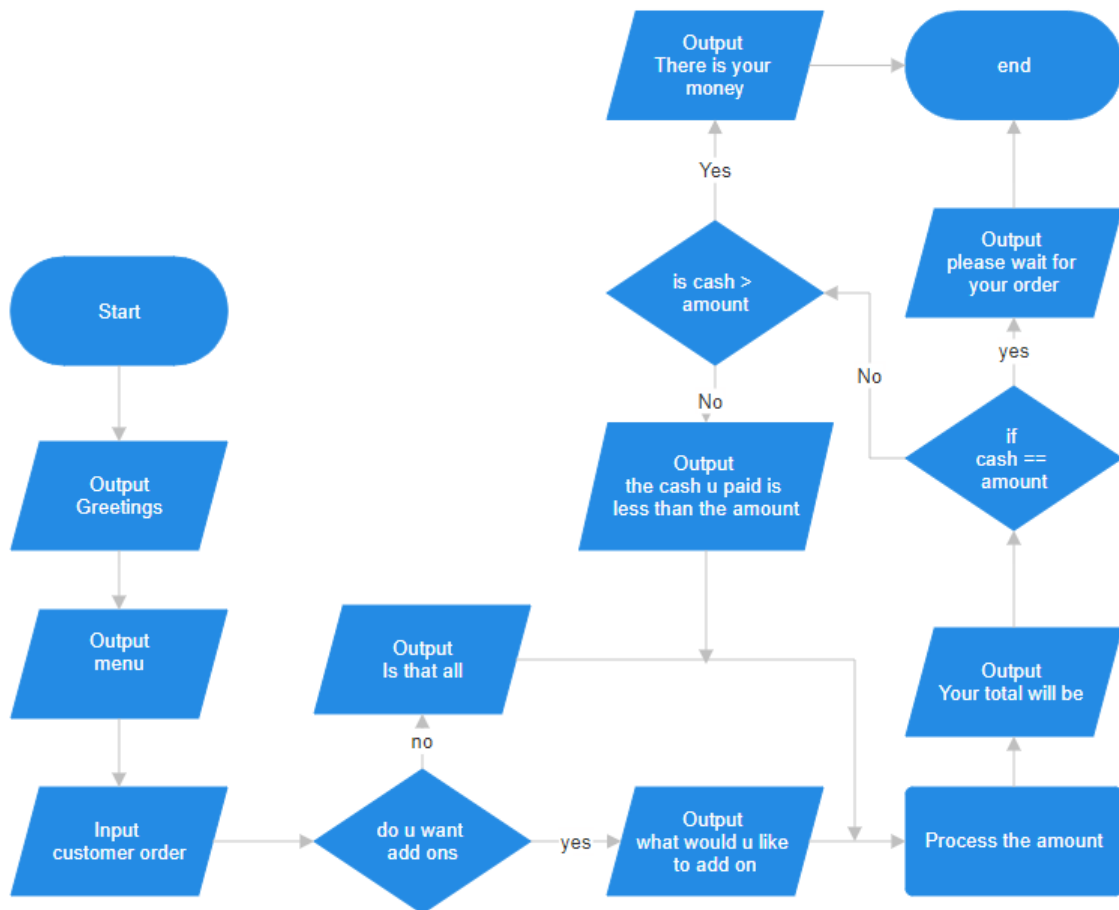 Start
Output
Greetings
Output
menu
Input
customer order
do u want
add ons
no
Output
Is that all
yes
Output
what would u like
to add on
Process the amount
Output
Your total will be
if
cash ==
amount
yes
Output
please wait for
your order
end
No
is cash >
amount
Yes
Output
There is your
money
No
Output
the cash u paid is
less than the amount